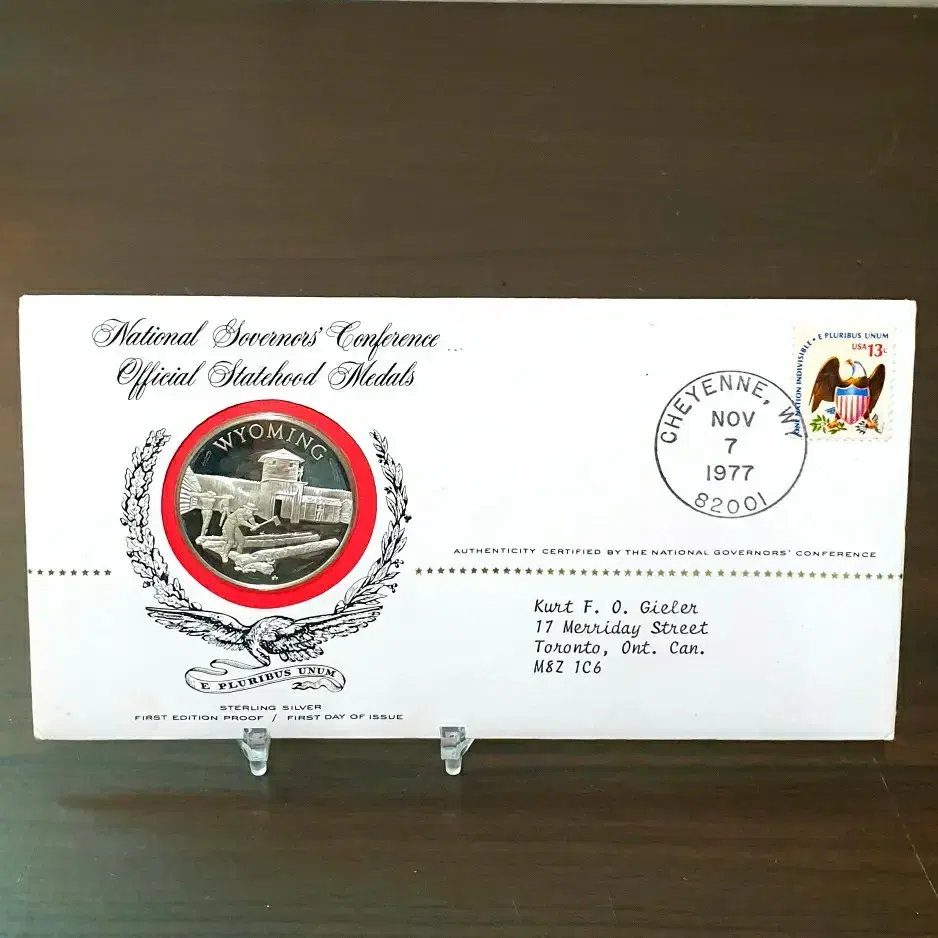 National Governors' Conference
Official Statehood Medals
WYOMING
E PLURIBUS UNUM
STERLING SILVER
FIRST EDITION PROOF / FIRST DAY OF ISSUE
CHEYENNE, WY
NOV
7
1977
82001
ONE NATION INDIVISIBLE • E PLURIBUS UNUM
USA 13c
AUTHENTICITY CERTIFIED BY THE NATIONAL GOVERNORS' CONFERENCE
Kurt F. O. Gieler
17 Merriday Street
Toronto, Ont. Can.
M8Z 1C6